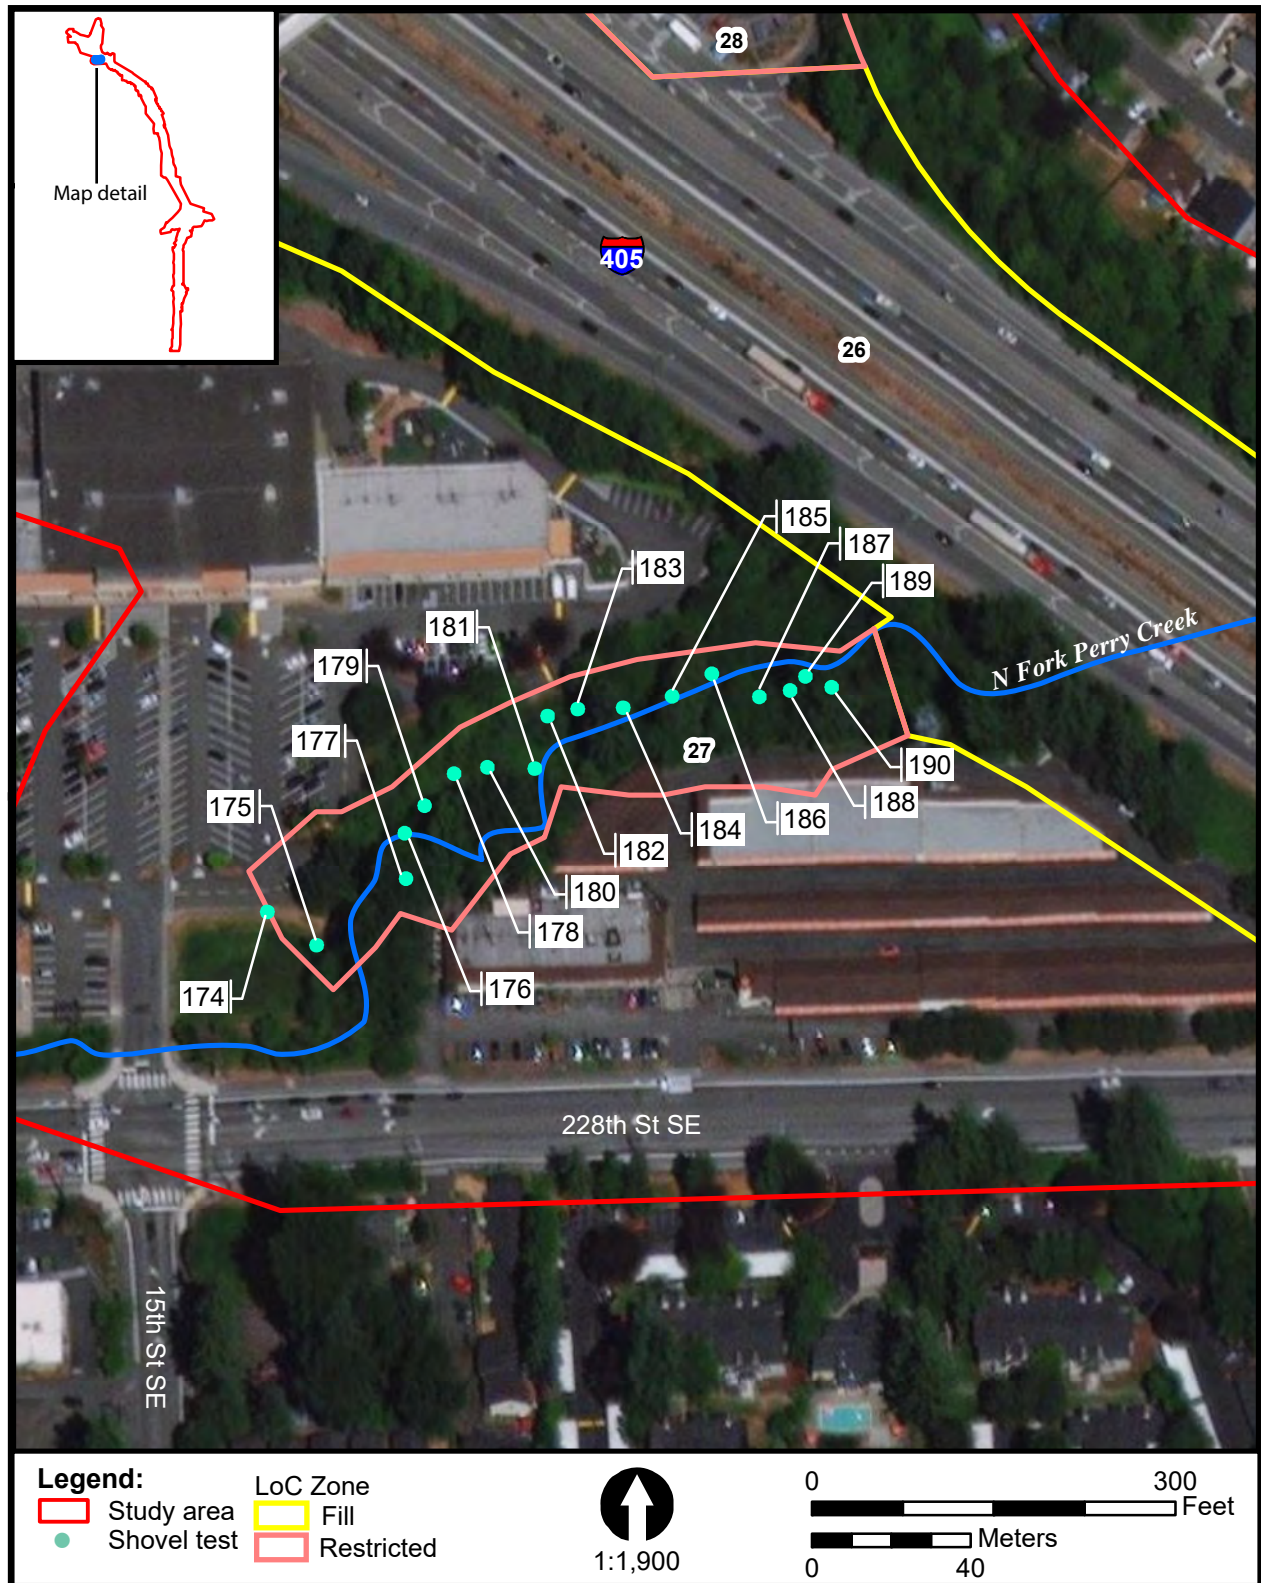 28
Map detail
405
26
185
187
183
189
181
N Fork Perry Creek
179
177
27
190
175
188
186
184
182
180
178
176
174
228th St SE
15th St SE
Legend:
Study area
Shovel test
LoC Zone
Fill
Restricted
1:1,900
0 300
Feet
Meters
0 40